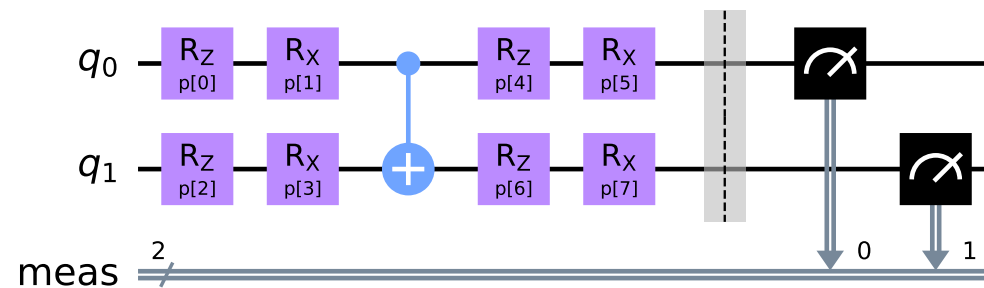 q0 RZ p[0] RX p[1] RZ p[4] RX p[5]
q1 RZ p[2] RX p[3] + RZ p[6] RX p[7]
meas 2 0 1